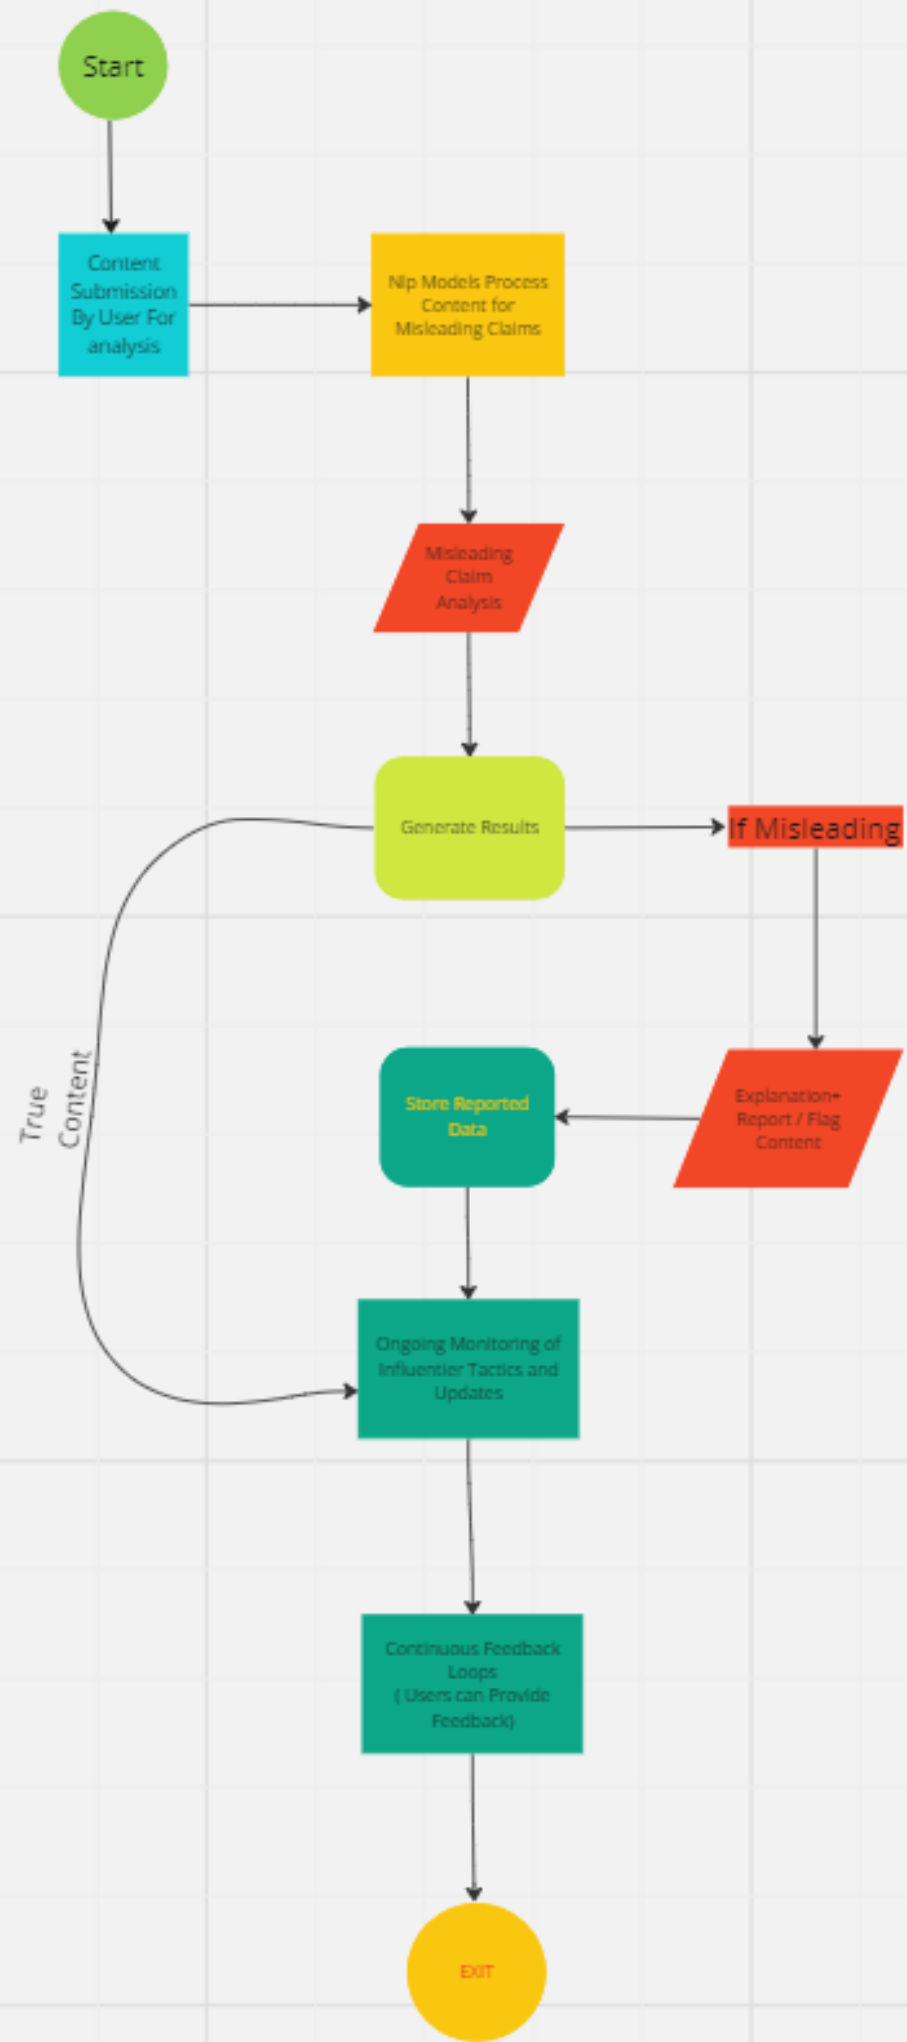 Start
Content
Submission
By User For
analysis
Nlp Models Process
Content for
Misleading Claims
Misleading
Claim
Analysis
Generate Results
If Misleading
True
Content
Explanation+
Report / Flag
Content
Store Reported
Data
Ongoing Monitoring of
Influentier Tactics and
Updates
Continuous Feedback
Loops
( Users can Provide
Feedback)
EXIT